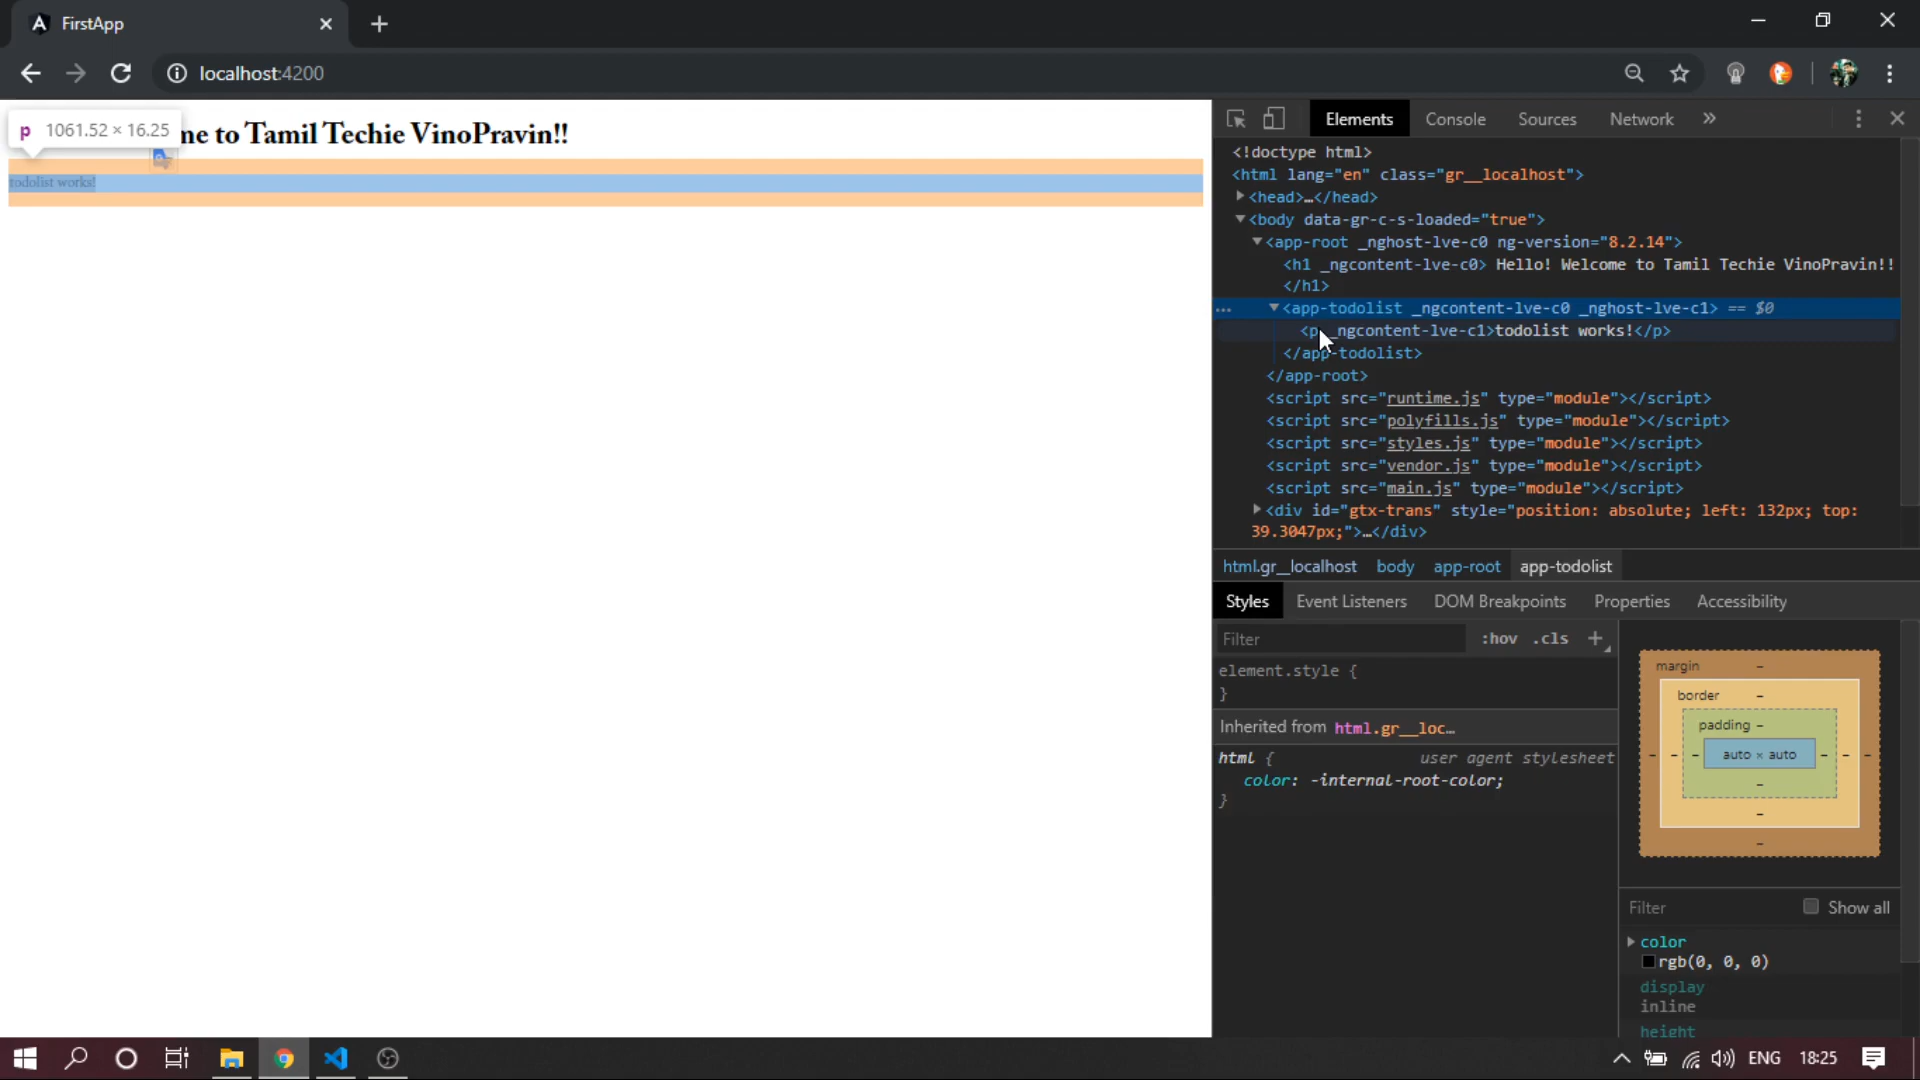 FirstApp
localhost:4200
p 1061.52 × 16.25
me to Tamil Techie VinoPravin!!
todolist works!
Elements Console Sources Network »
<!doctype html>
<html lang="en" class="gr__localhost">
<head>…</head>
<body data-gr-c-s-loaded="true">
<app-root _nghost-lve-c0 ng-version="8.2.14">
<h1 _ngcontent-lve-c0> Hello! Welcome to Tamil Techie VinoPravin!!
</h1>
<app-todolist _ngcontent-lve-c0 _nghost-lve-c1> == $0
<p _ngcontent-lve-c1>todolist works!</p>
</app-todolist>
</app-root>
<script src="runtime.js" type="module"></script>
<script src="polyfills.js" type="module"></script>
<script src="styles.js" type="module"></script>
<script src="vendor.js" type="module"></script>
<script src="main.js" type="module"></script>
<div id="gtx-trans" style="position: absolute; left: 132px; top:
39.3047px;">…</div>
html.gr__localhost body app-root app-todolist
Styles Event Listeners DOM Breakpoints Properties Accessibility
Filter :hov .cls +
element.style {
}
Inherited from html.gr__loc…
html { user agent stylesheet
color: -internal-root-color;
}
margin –
border –
padding –
auto × auto
Filter Show all
color
rgb(0, 0, 0)
display
inline
height
ENG 18:25